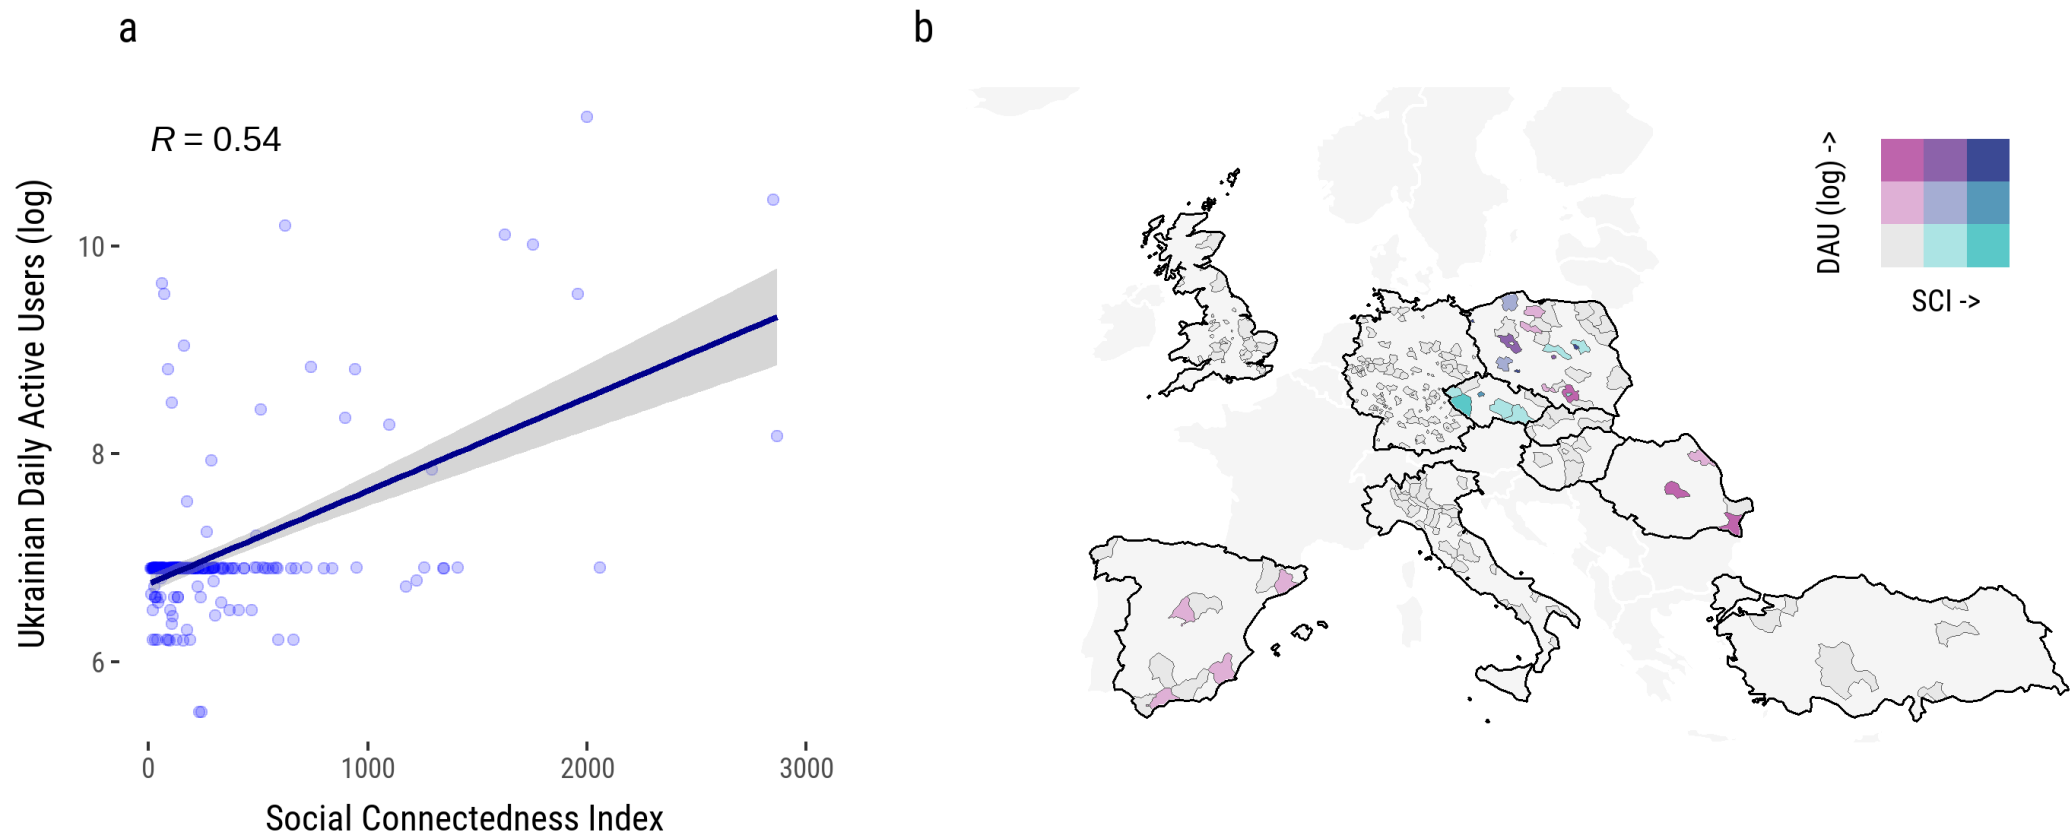 a
R = 0.54
Ukrainian Daily Active Users (log)
10
8
6
0 1000 2000 3000
Social Connectedness Index
b
DAU (log) ->
SCI ->